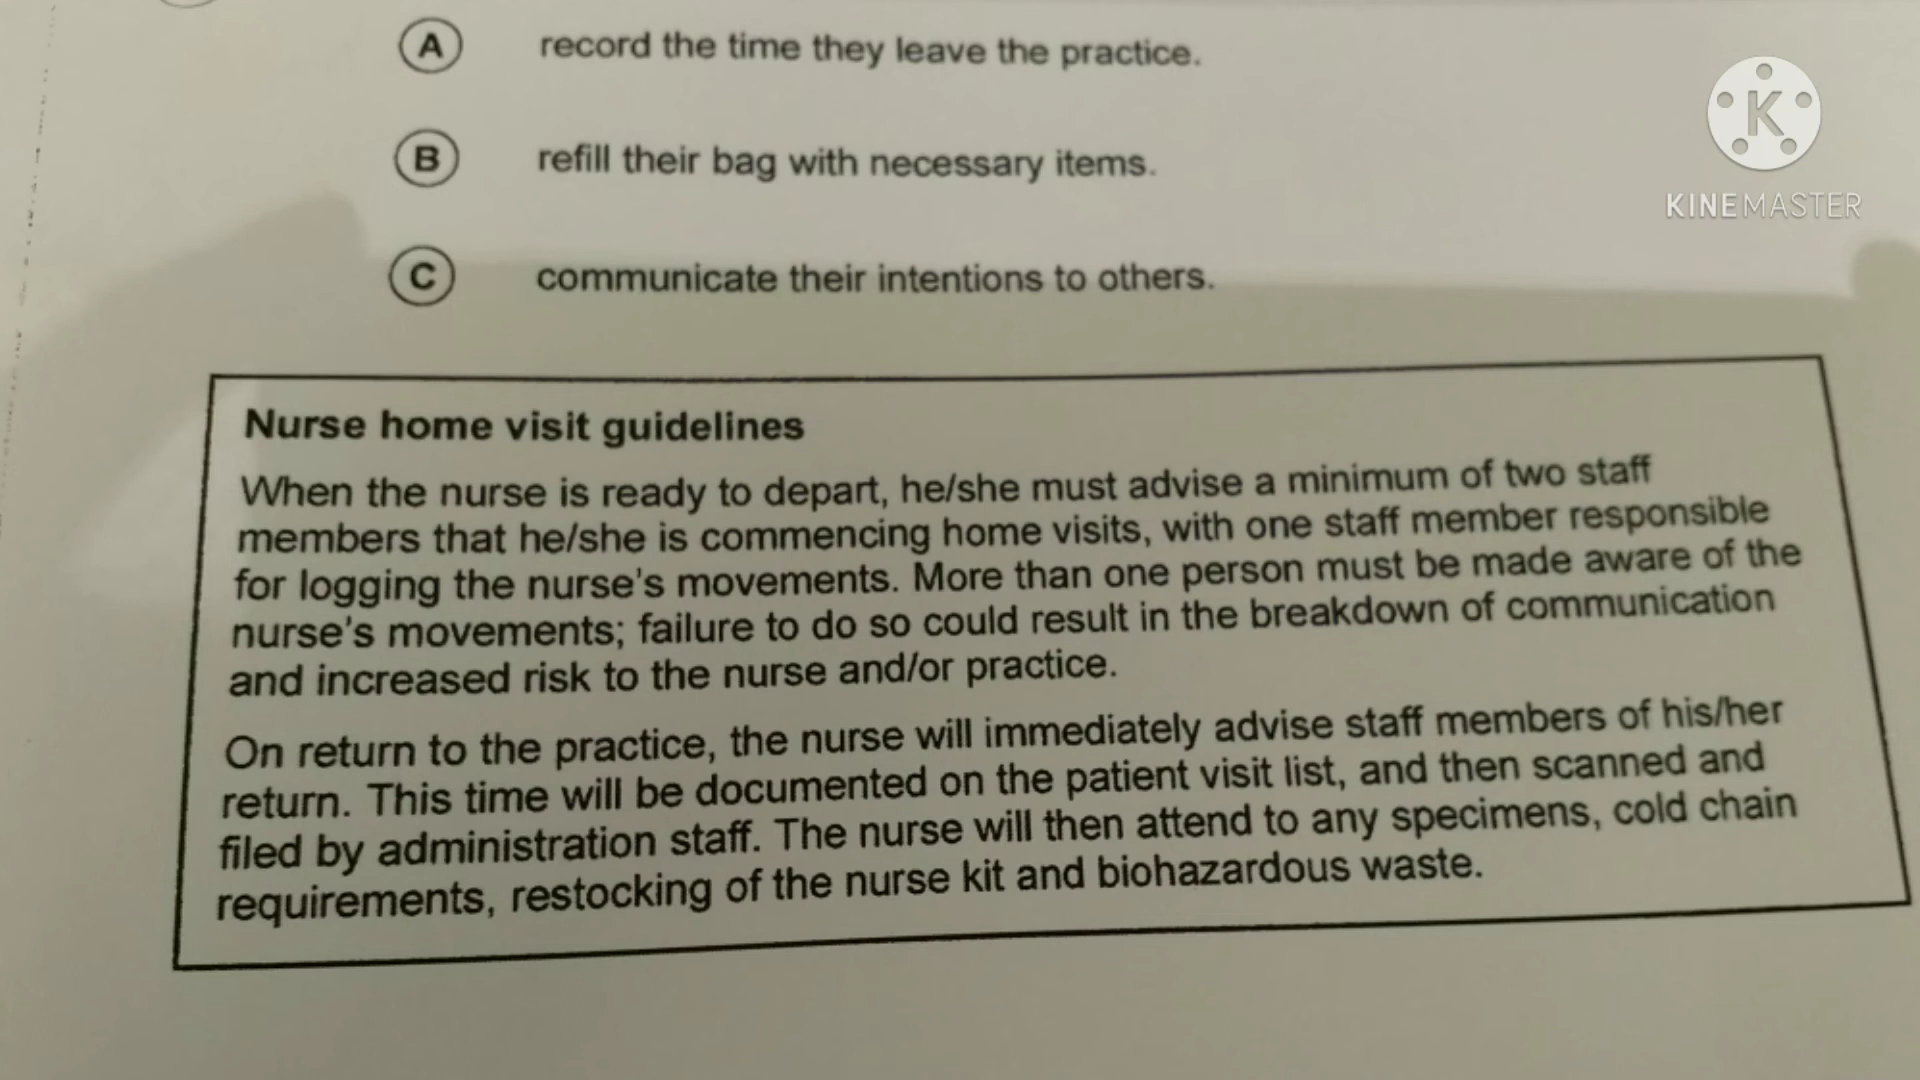 A record the time they leave the practice.
B refill their bag with necessary items.
C communicate their intentions to others.
K
KINEMASTER
Nurse home visit guidelines
When the nurse is ready to depart, he/she must advise a minimum of two staff
members that he/she is commencing home visits, with one staff member responsible
for logging the nurse's movements. More than one person must be made aware of the
nurse's movements; failure to do so could result in the breakdown of communication
and increased risk to the nurse and/or practice.
On return to the practice, the nurse will immediately advise staff members of his/her
return. This time will be documented on the patient visit list, and then scanned and
filed by administration staff. The nurse will then attend to any specimens, cold chain
requirements, restocking of the nurse kit and biohazardous waste.